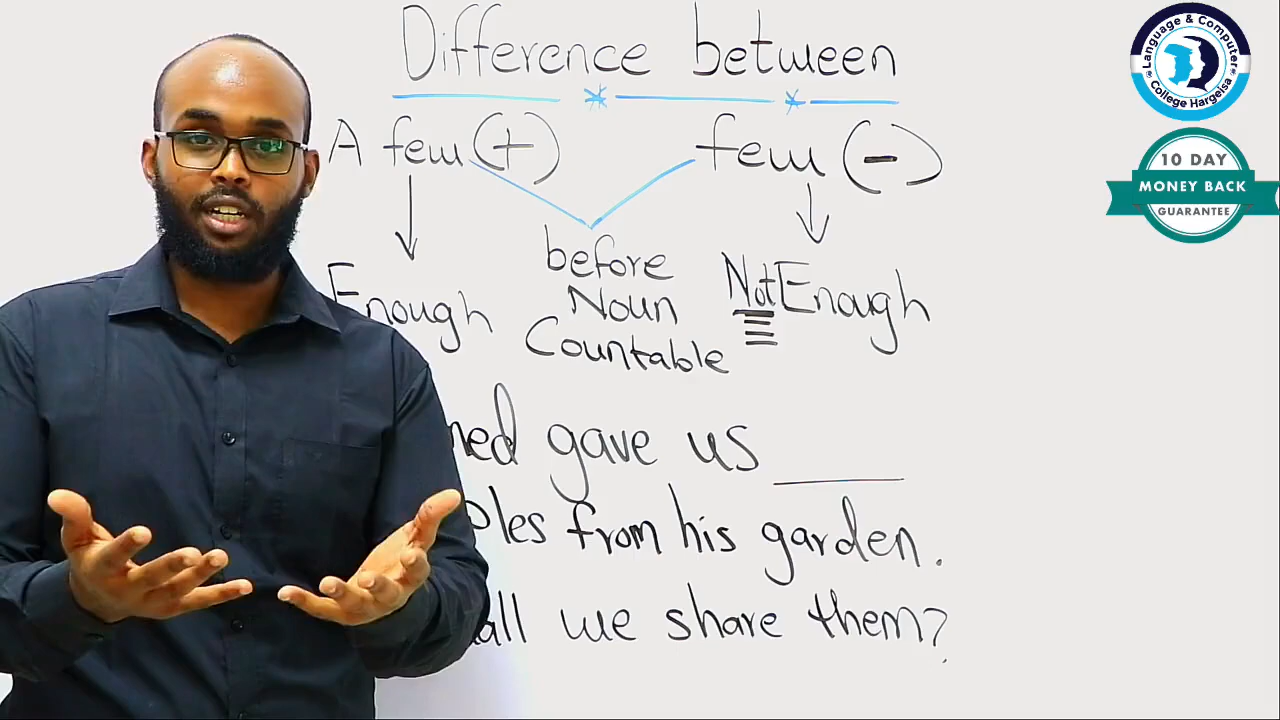 Difference between
A few (+) few (-)
Enough before Not Enough
Noun
Countable
gave us ______
from his garden.
we share them?
Language & Computer
College Hargeisa
10 DAY
MONEY BACK
GUARANTEE